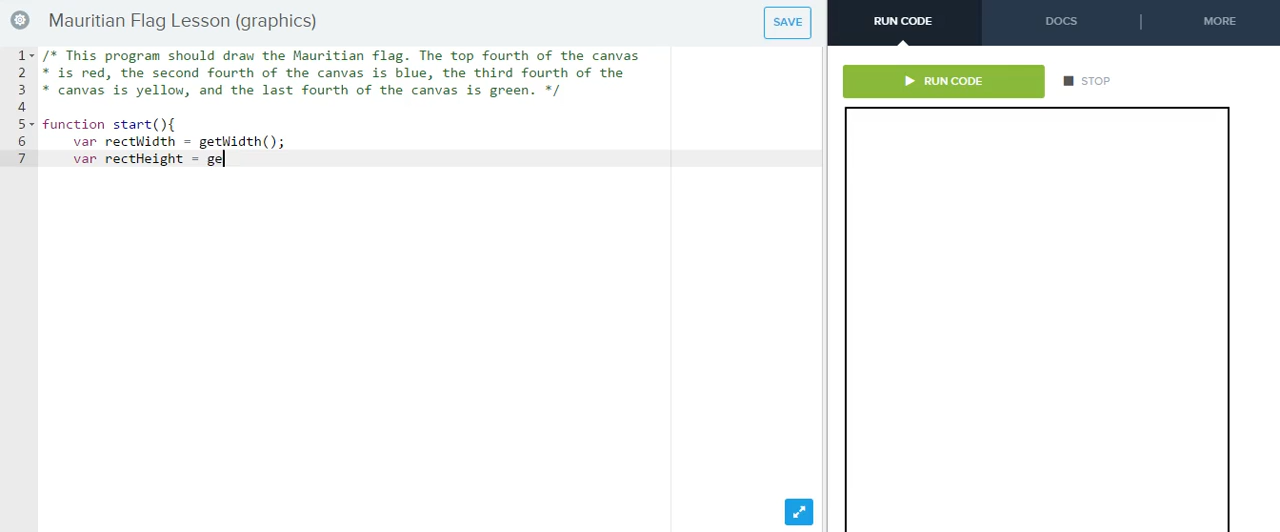 Mauritian Flag Lesson (graphics)
SAVE
RUN CODE
DOCS
MORE
1 /* This program should draw the Mauritian flag. The top fourth of the canvas
2 * is red, the second fourth of the canvas is blue, the third fourth of the
3 * canvas is yellow, and the last fourth of the canvas is green. */
4
5 function start(){
6 var rectWidth = getWidth();
7 var rectHeight = ge
RUN CODE
STOP